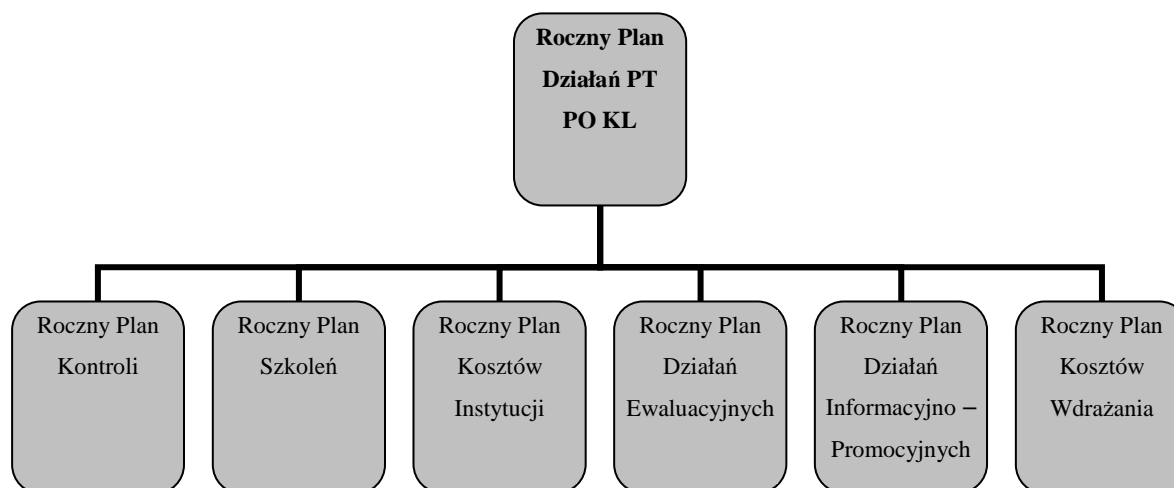 Roczny Plan
Działań PT
PO KL
Roczny Plan
Kontroli
Roczny Plan
Szkoleń
Roczny Plan
Kosztów
Instytucji
Roczny Plan
Działań
Ewaluacyjnych
Roczny Plan
Działań
Informacyjno –
Promocyjnych
Roczny Plan
Kosztów
Wdrażania